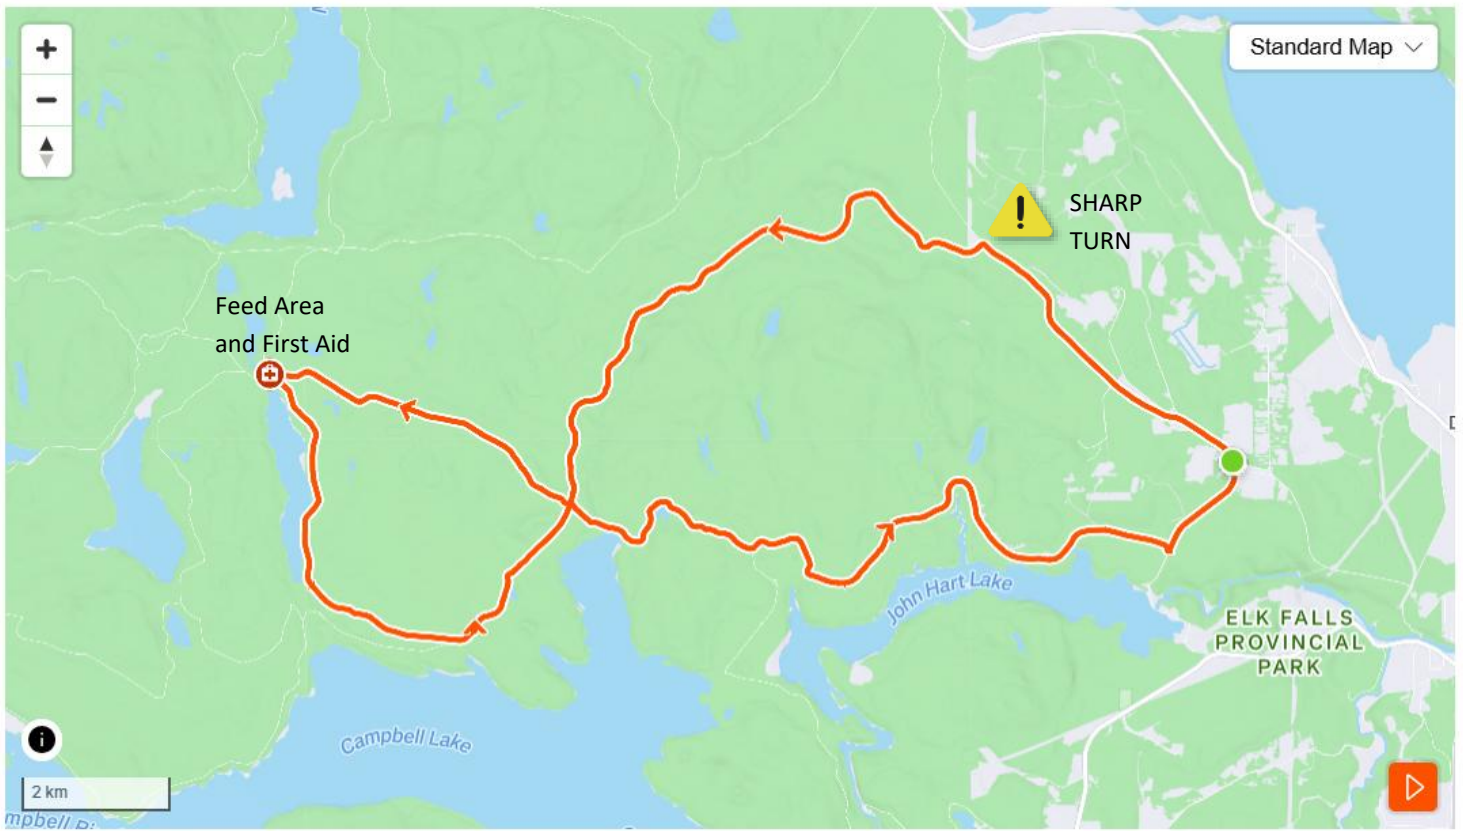 Standard Map
SHARP
TURN
Feed Area
and First Aid
John Hart Lake
ELK FALLS
PROVINCIAL
PARK
Campbell Lake
2 km